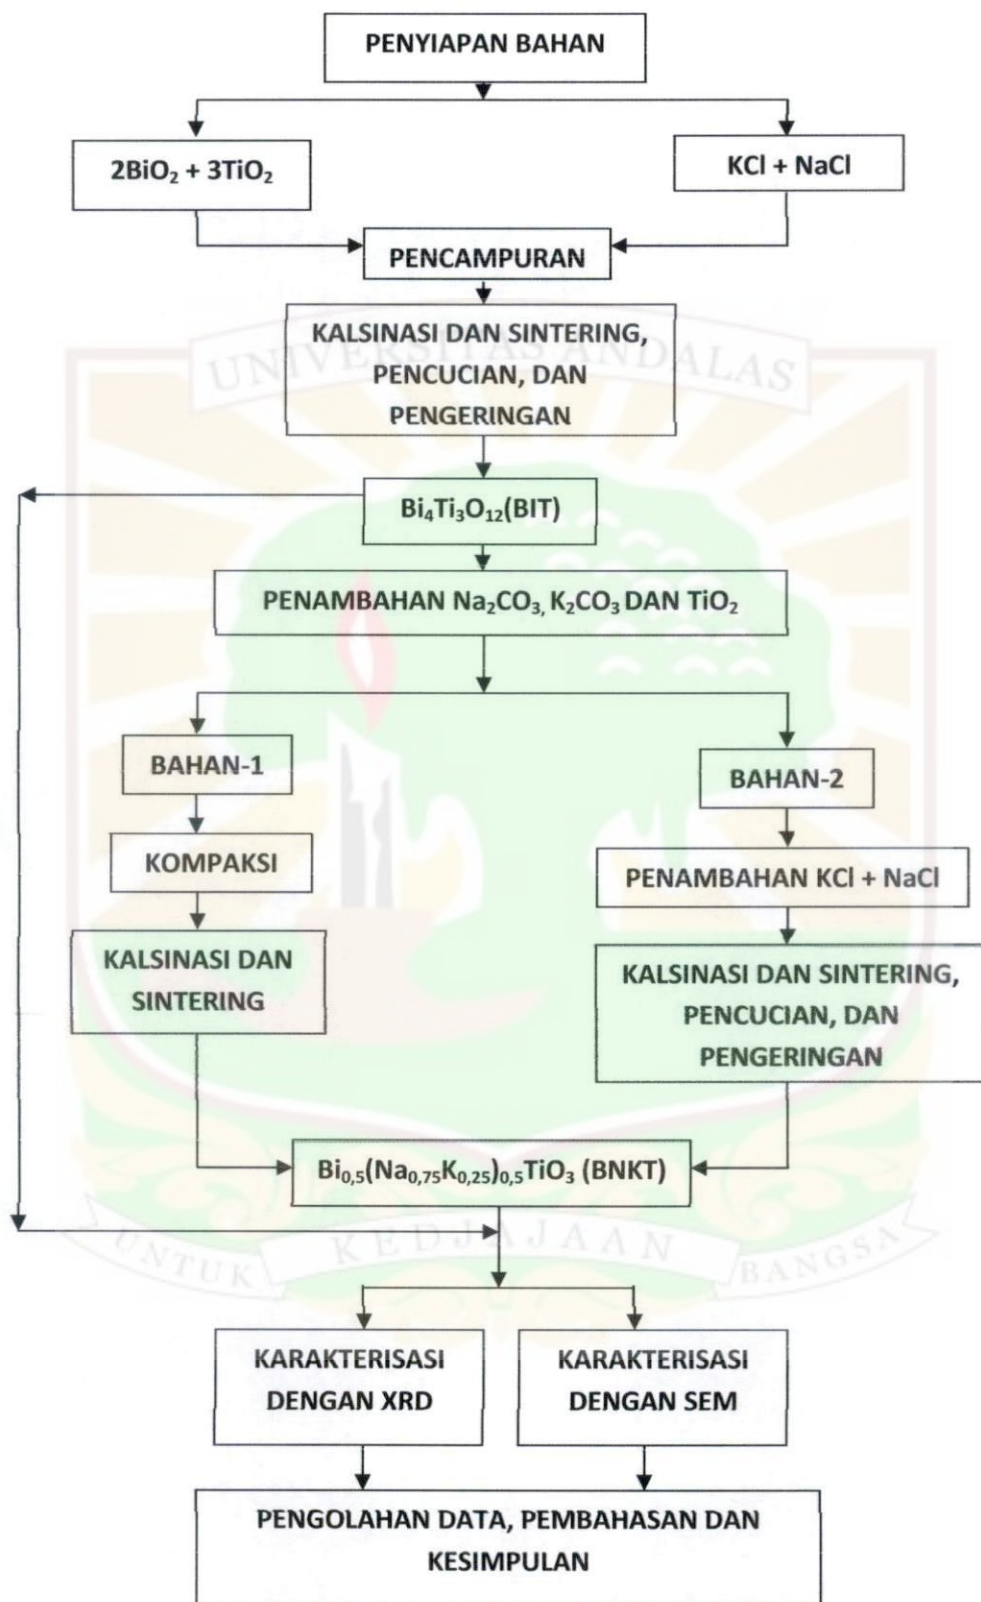 PENYIAPAN BAHAN
2BiO₂ + 3TiO₂
KCl + NaCl
PENCAMPURAN
KALSINASI DAN SINTERING,
PENCUCIAN, DAN
PENGERINGAN
UNIVERSITAS ANDALAS
Bi₄Ti₃O₁₂(BIT)
PENAMBAHAN Na₂CO₃, K₂CO₃ DAN TiO₂
BAHAN-1
BAHAN-2
KOMPAKSI
PENAMBAHAN KCl + NaCl
KALSINASI DAN
SINTERING
KALSINASI DAN SINTERING,
PENCUCIAN, DAN
PENGERINGAN
Bi₀,₅(Na₀,₇₅K₀,₂₅)₀,₅TiO₃ (BNKT)
UNTUK KEDJAJAAN BANGSA
KARAKTERISASI
DENGAN XRD
KARAKTERISASI
DENGAN SEM
PENGOLAHAN DATA, PEMBAHASAN DAN
KESIMPULAN